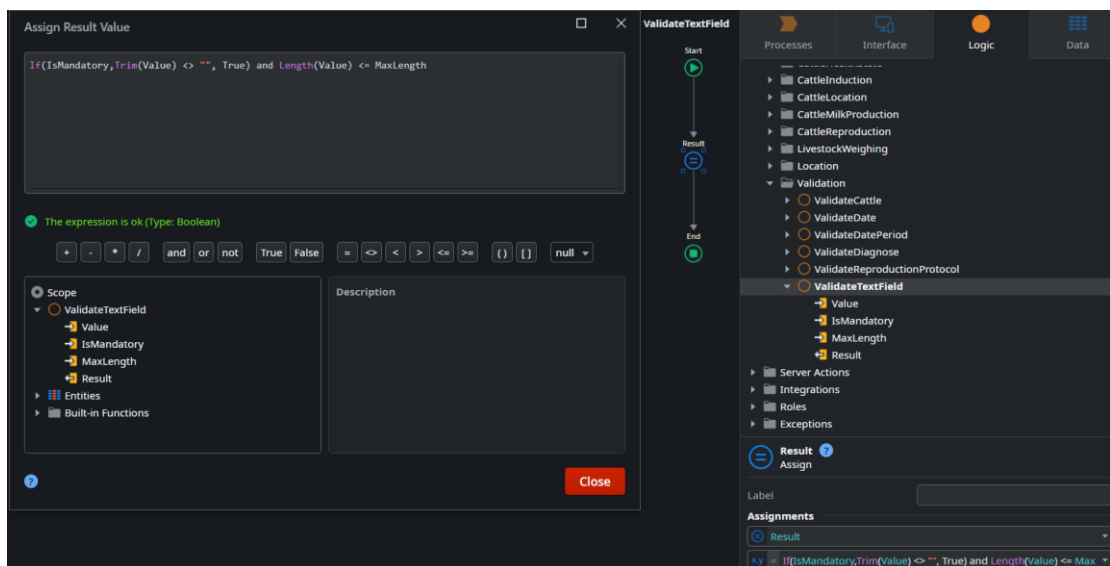 Assign Result Value
If(IsMandatory,Trim(Value) <> "", True) and Length(Value) <= MaxLength
The expression is ok (Type: Boolean)
+ - * / and or not True False = <> < > <= >= ( ) [ ] null
Scope
ValidateTextField
Value
IsMandatory
MaxLength
Result
Entities
Built-in Functions
Description
?
Close
ValidateTextField
Start
Result
End
Processes
Interface
Logic
Data
CattleInduction
CattleLocation
CattleMilkProduction
CattleReproduction
LivestockWeighing
Location
Validation
ValidateCattle
ValidateDate
ValidateDatePeriod
ValidateDiagnose
ValidateReproductionProtocol
ValidateTextField
Value
IsMandatory
MaxLength
Result
Server Actions
Integrations
Roles
Exceptions
Result ?
Assign
Label
Assignments
Result
x.y = If(IsMandatory,Trim(Value) <> "", True) and Length(Value) <= Max